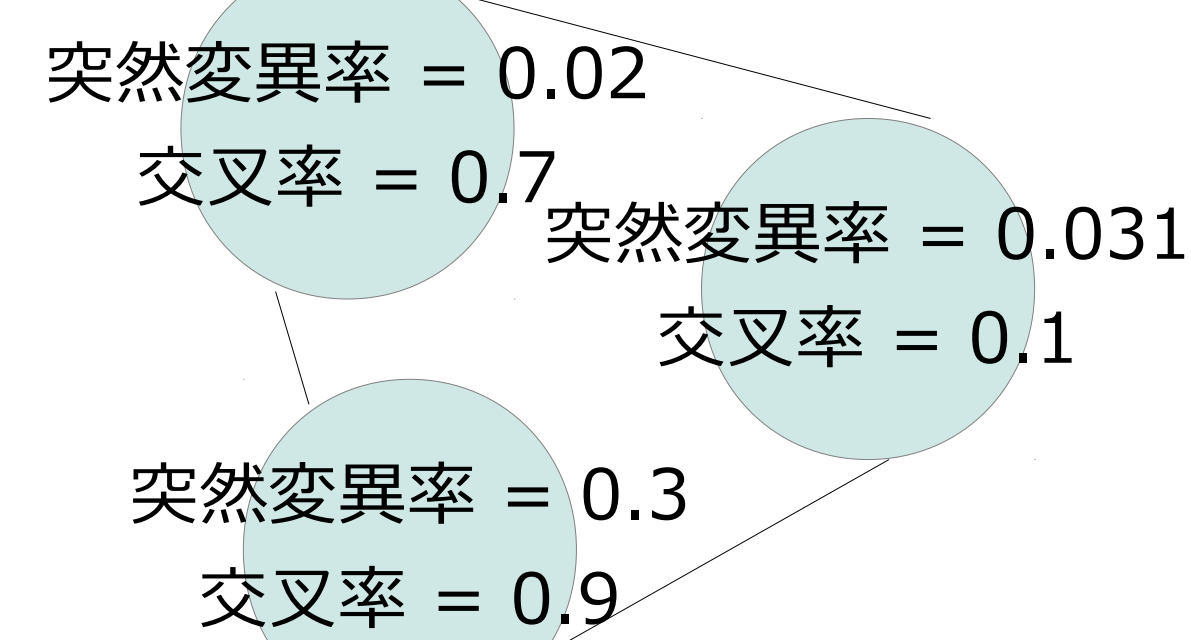 突然変異率 = 0.02
交叉率 = 0.7
突然変異率 = 0.031
交叉率 = 0.1
突然変異率 = 0.3
交叉率 = 0.9